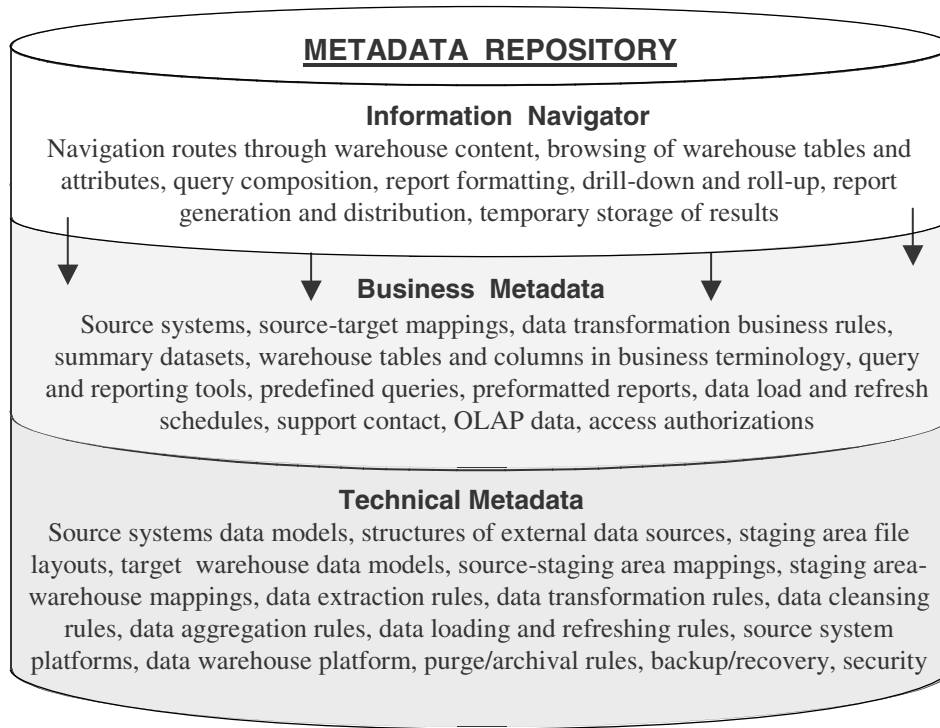 METADATA REPOSITORY
Information Navigator
Navigation routes through warehouse content, browsing of warehouse tables and
attributes, query composition, report formatting, drill-down and roll-up, report
generation and distribution, temporary storage of results
Business Metadata
Source systems, source-target mappings, data transformation business rules,
summary datasets, warehouse tables and columns in business terminology, query
and reporting tools, predefined queries, preformatted reports, data load and refresh
schedules, support contact, OLAP data, access authorizations
Technical Metadata
Source systems data models, structures of external data sources, staging area file
layouts, target warehouse data models, source-staging area mappings, staging area-
warehouse mappings, data extraction rules, data transformation rules, data cleansing
rules, data aggregation rules, data loading and refreshing rules, source system
platforms, data warehouse platform, purge/archival rules, backup/recovery, security